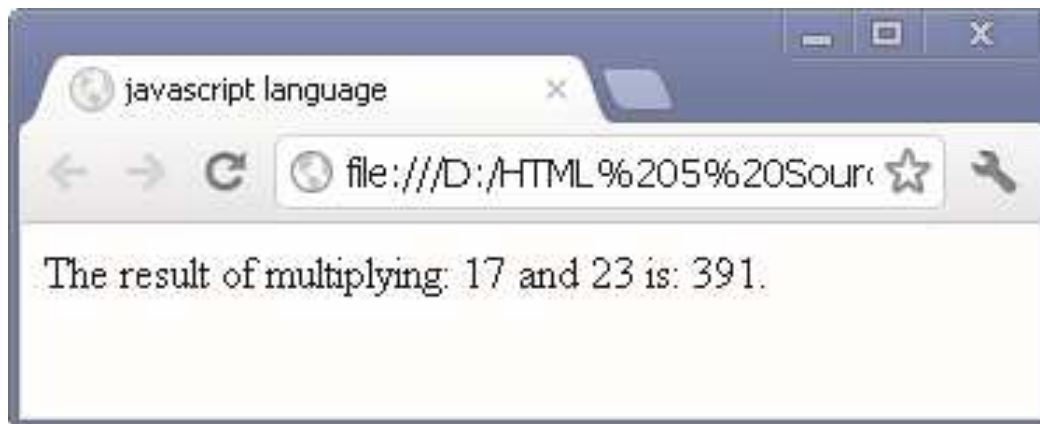 javascript language
file:///D:/HTML%205%20Sour
The result of multiplying: 17 and 23 is: 391.